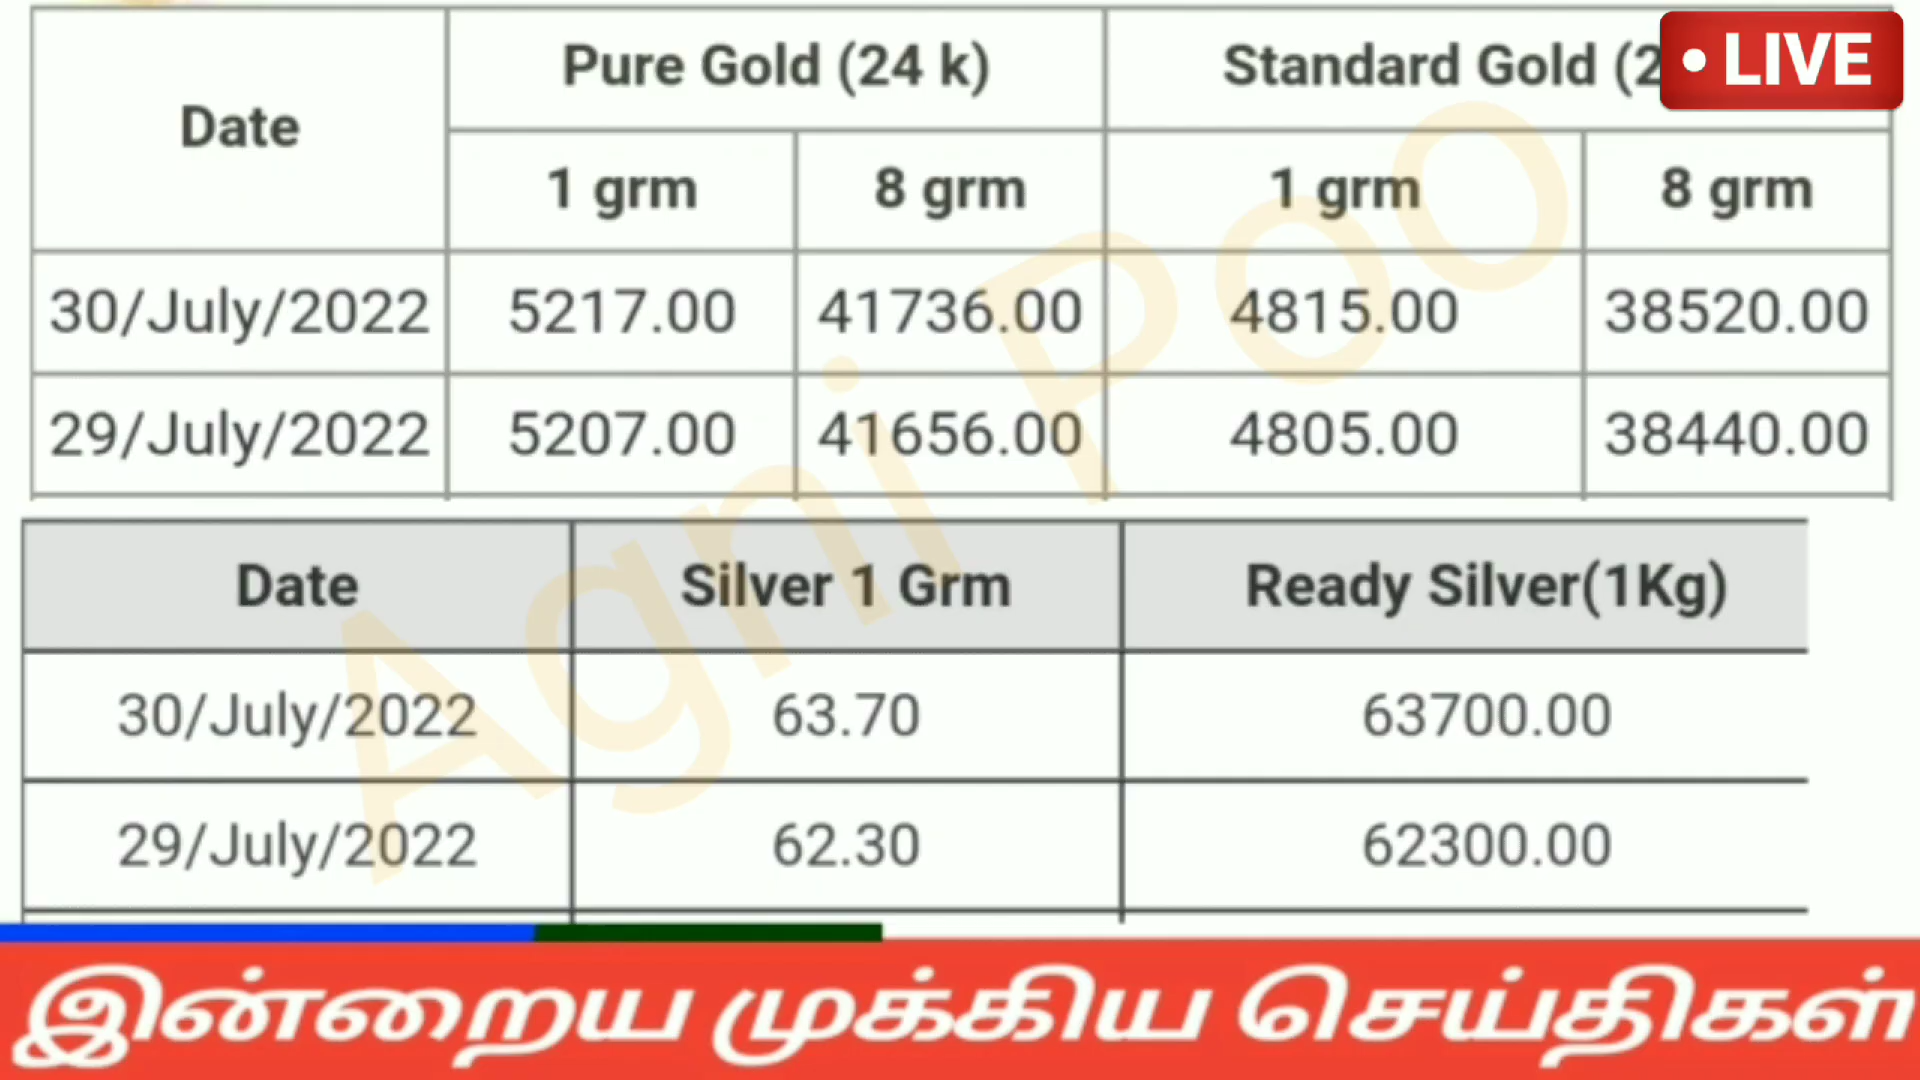 Date Pure Gold (24 k) Standard Gold (2
• LIVE
1 grm 8 grm 1 grm 8 grm
30/July/2022 5217.00 41736.00 4815.00 38520.00
29/July/2022 5207.00 41656.00 4805.00 38440.00
Date Silver 1 Grm Ready Silver(1Kg)
30/July/2022 63.70 63700.00
29/July/2022 62.30 62300.00
Agni Poo
இன்றைய முக்கிய செய்திகள்